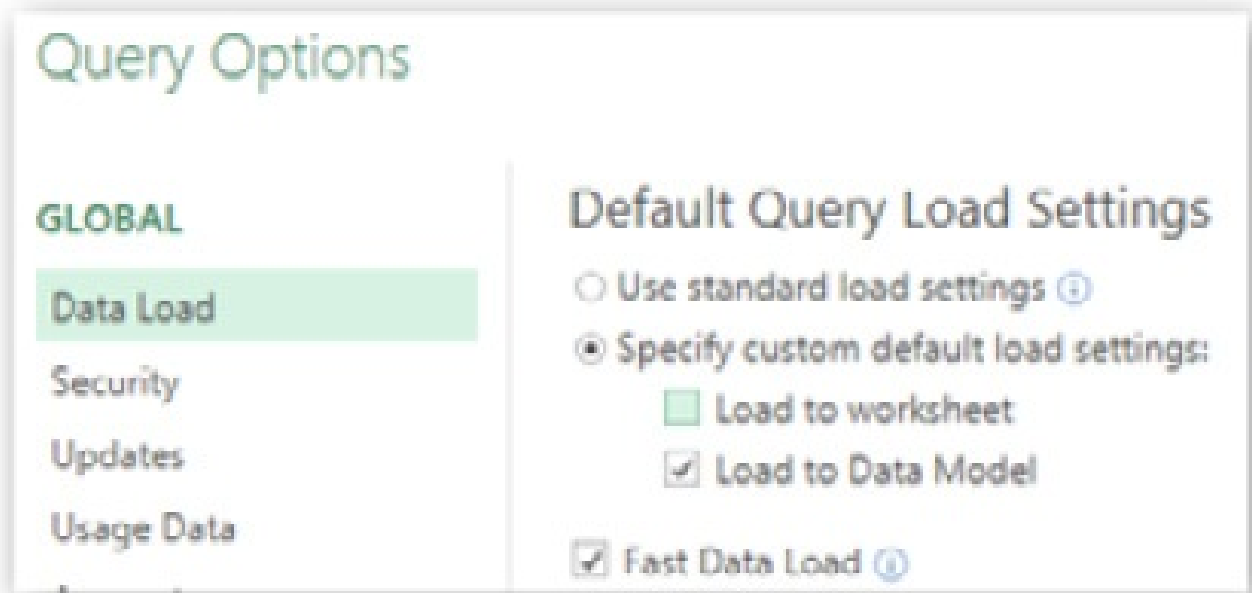 Query Options
GLOBAL
Data Load
Security
Updates
Usage Data
Default Query Load Settings
Use standard load settings
Specify custom default load settings:
Load to worksheet
Load to Data Model
Fast Data Load